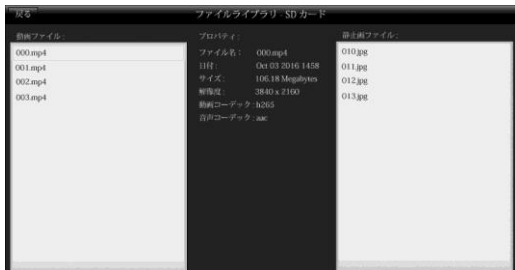 戻る
ファイルライブラリ - SD カード
動画ファイル :
000.mp4
001.mp4
002.mp4
003.mp4
プロパティ :
ファイル名 : 000.mp4
日付 : Oct 03 2016 1458
サイズ : 106.18 Megabytes
解像度 : 3840 x 2160
動画コーデック : h265
音声コーデック : aac
静止画ファイル :
010.jpg
011.jpg
012.jpg
013.jpg